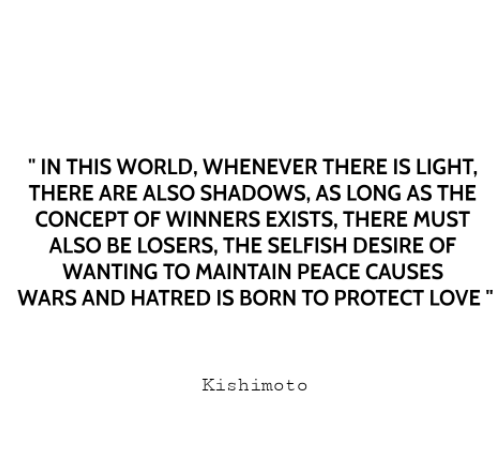 " IN THIS WORLD, WHENEVER THERE IS LIGHT,
THERE ARE ALSO SHADOWS, AS LONG AS THE
CONCEPT OF WINNERS EXISTS, THERE MUST
ALSO BE LOSERS, THE SELFISH DESIRE OF
WANTING TO MAINTAIN PEACE CAUSES
WARS AND HATRED IS BORN TO PROTECT LOVE "
Kishimoto